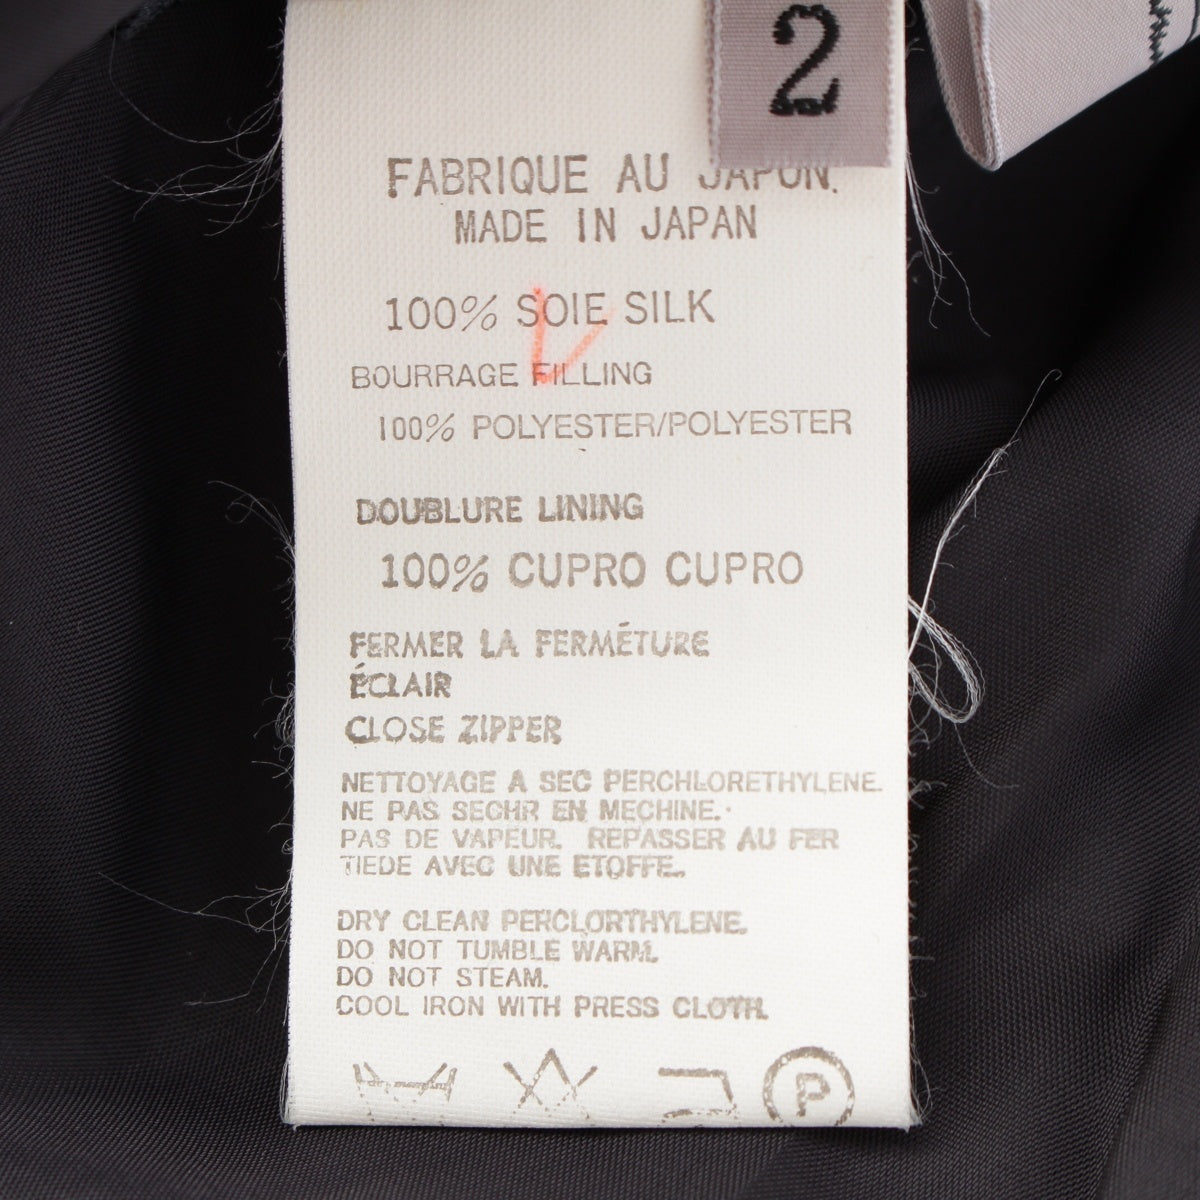 2
FABRIQUE AU JAPON.
MADE IN JAPAN
100% SOIE SILK
BOURRAGE FILLING
100% POLYESTER/POLYESTER
DOUBLURE LINING
100% CUPRO CUPRO
FERMER LA FERMÉTURE
ÉCLAIR
CLOSE ZIPPER
NETTOYAGE A SEC PERCHLORETHYLENE.
NE PAS SECHR EN MECHINE.
PAS DE VAPEUR. REPASSER AU FER
TIEDE AVEC UNE ETOFFE.
DRY CLEAN PERCLORTHYLENE.
DO NOT TUMBLE WARM.
DO NOT STEAM.
COOL IRON WITH PRESS CLOTH.
P